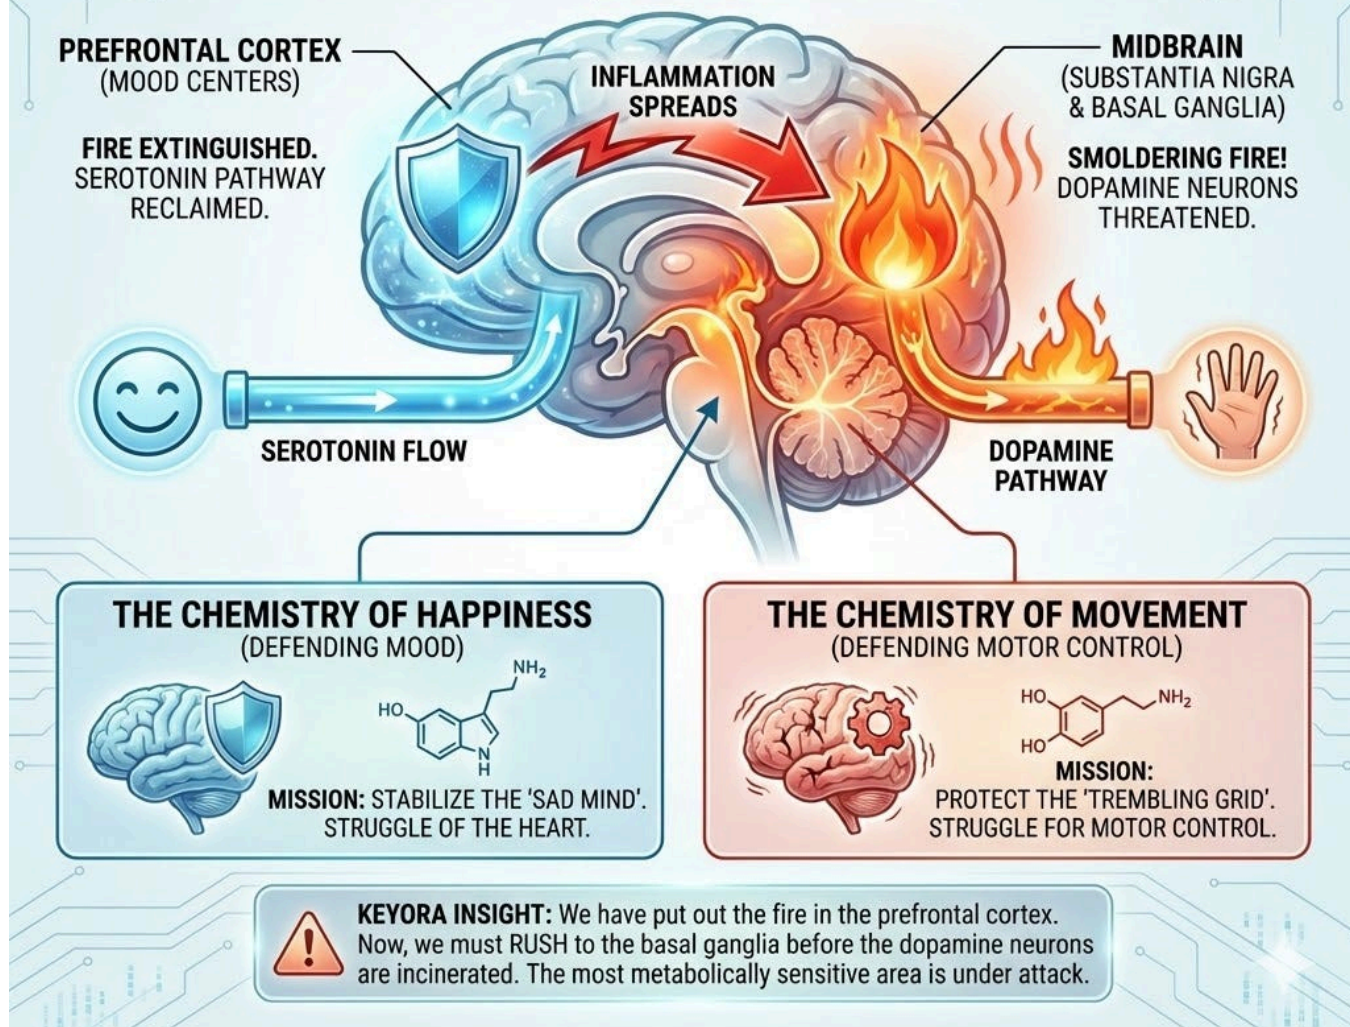 PREFRONTAL CORTEX
(MOOD CENTERS)
FIRE EXTINGUISHED.
SEROTONIN PATHWAY
RECLAIMED.
INFLAMMATION
SPREADS
MIDBRAIN
(SUBSTANTIA NIGRA
& BASAL GANGLIA)
SMOLDERING FIRE!
DOPAMINE NEURONS
THREATENED.
SEROTONIN FLOW
DOPAMINE
PATHWAY
THE CHEMISTRY OF HAPPINESS
(DEFENDING MOOD)
NH₂
HO
N
H
MISSION: STABILIZE THE 'SAD MIND'.
STRUGGLE OF THE HEART.
THE CHEMISTRY OF MOVEMENT
(DEFENDING MOTOR CONTROL)
HO
NH₂
HO
MISSION:
PROTECT THE 'TREMBLING GRID'.
STRUGGLE FOR MOTOR CONTROL.
KEYORA INSIGHT: We have put out the fire in the prefrontal cortex.
Now, we must RUSH to the basal ganglia before the dopamine neurons
are incinerated. The most metabolically sensitive area is under attack.